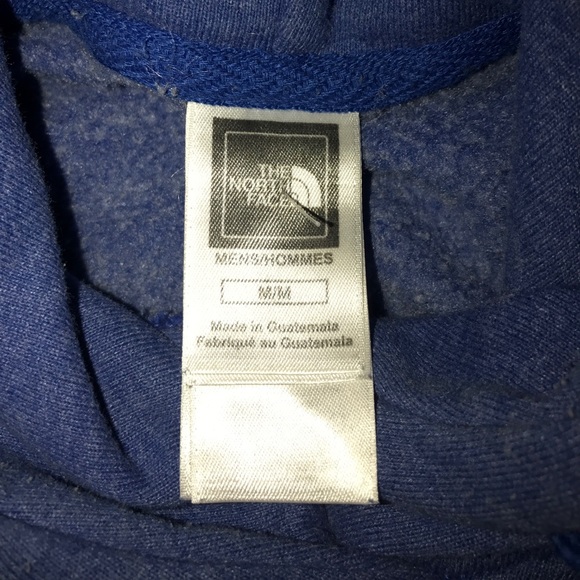 THE
NORTH
FACE
MENS/HOMMES
M/M
Made in Guatemala
Fabriqué au Guatemala